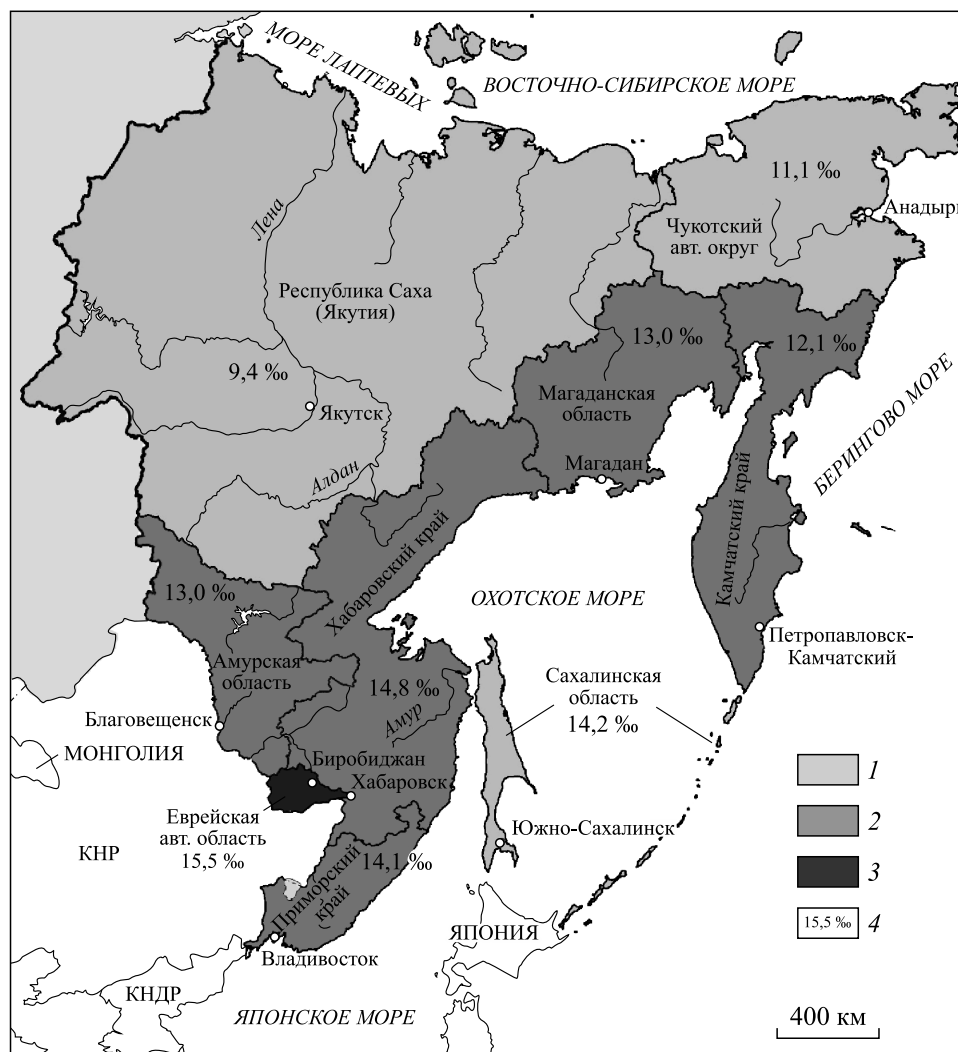 МОРЕ ЛАПТЕВЫХ
ВОСТОЧНО-СИБИРСКОЕ МОРЕ
11,1 ‰
Анадырь
Чукотский
авт. округ
Лена
Республика Саха
(Якутия)
9,4 ‰
Якутск
13,0 ‰
12,1 ‰
Магаданская
область
Магадан
БЕРИНГОВО МОРЕ
Алдан
Хабаровский край
Камчатский край
13,0 ‰
ОХОТСКОЕ МОРЕ
Петропавловск-
Камчатский
Амурская
область
14,8 ‰
Амур
Сахалинская
область
14,2 ‰
Благовещенск
МОНГОЛИЯ
Биробиджан
Хабаровск
Еврейская
авт. область
15,5 ‰
КНР
Южно-Сахалинск
14,1 ‰
Приморский
край
Владивосток
ЯПОНИЯ
КНДР
ЯПОНСКОЕ МОРЕ
1
2
3
15,5 ‰ 4
400 км